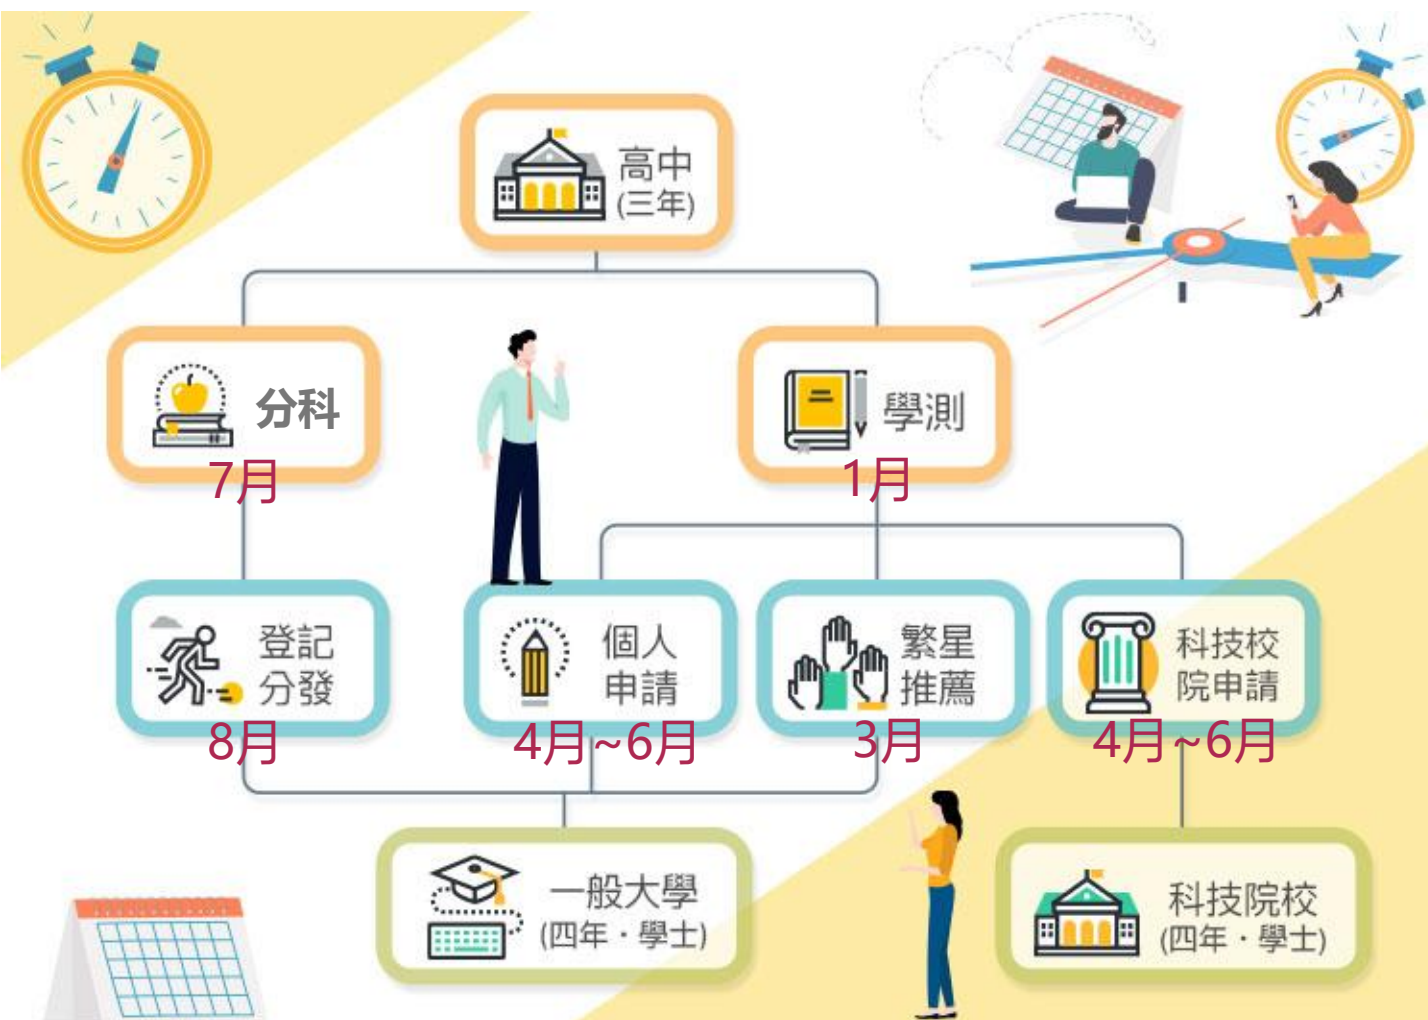 高中
(三年)
分科
7月
學測
1月
登記
分發
8月
個人
申請
4月~6月
繁星
推薦
3月
科技校
院申請
4月~6月
一般大學
(四年·學士)
科技院校
(四年·學士)